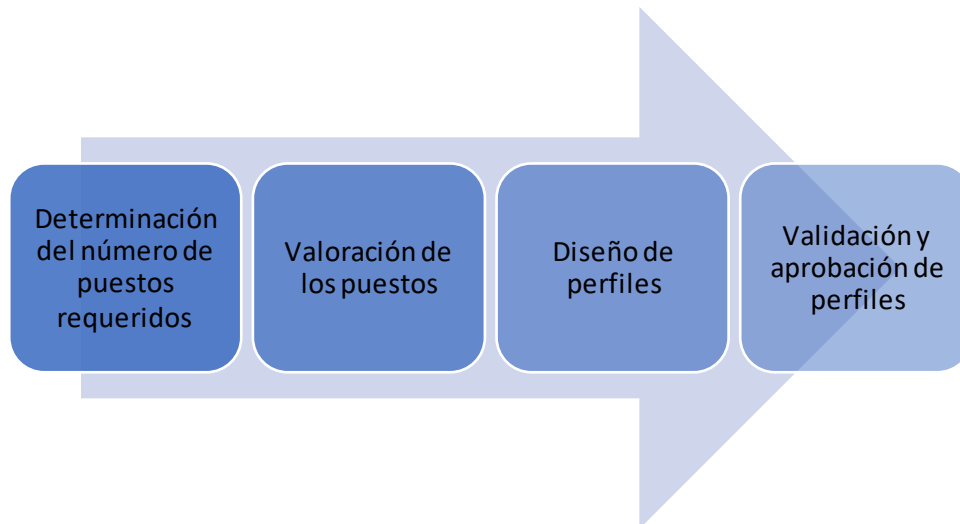 Determinación
del número de
puestos
requeridos
Valoración de
los puestos
Diseño de
perfiles
Validación y
aprobación de
perfiles